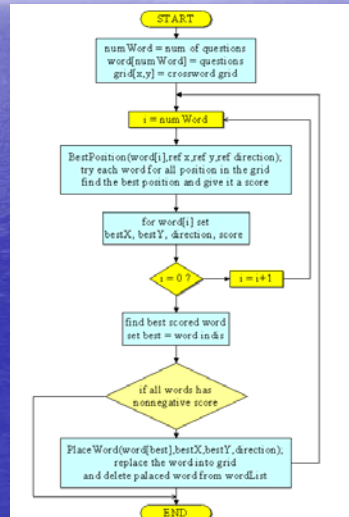 START
numWord = num of questions
word[numWord] = questions
grid[x,y] = crossword grid
i = numWord
BestPosition(word[i],ref x,ref y,ref direction);
try each word for all position in the grid
find the best position and give it a score
for word[i] set
bestX, bestY, direction, score
i = 0 ?
i = i+1
find best scored word
set best = word indis
if all words has
nonnegative score
PlaceWord(word[best],bestX,bestY,direction);
replace the word into grid
and delete palaced word from wordList
END